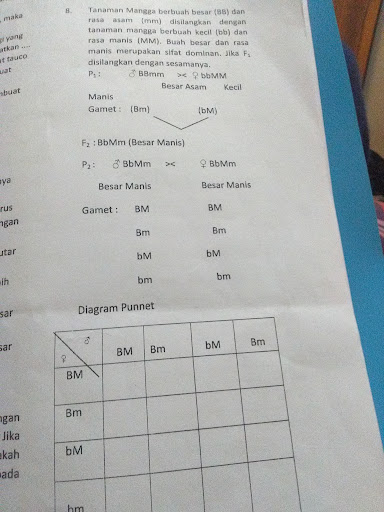 , maka
gi yang
atkan ....
t tauco
uat
buat
ya
rus
ngan
utar
ih
sar
sar
ngan
Jika
kah
pada
8. Tanaman Mangga berbuah besar (BB) dan
rasa asam (mm) disilangkan dengan
tanaman mangga berbuah kecil (bb) dan
rasa manis (MM). Buah besar dan rasa
manis merupakan sifat dominan. Jika F₁
disilangkan dengan sesamanya.
P₁ : ♂ BBmm >< ♀ bbMM
Besar Asam Kecil
Manis
Gamet : (Bm) (bM)
F₂ : BbMm (Besar Manis)
P₂ : ♂ BbMm >< ♀ BbMm
Besar Manis Besar Manis
Gamet : BM BM
Bm Bm
bM bM
bm bm
Diagram Punnet
♂ ♀ BM Bm bM Bm
BM
Bm
bM
bm